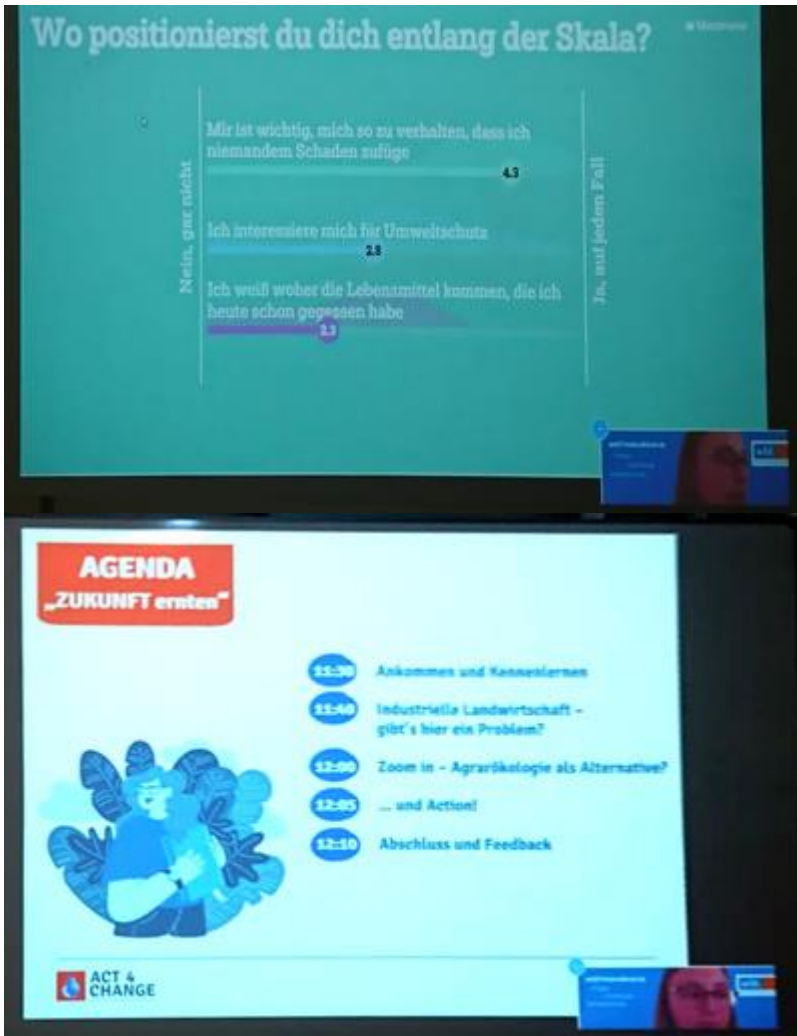 Wo positionierst du dich entlang der Skala?
Mir ist wichtig, mich so zu verhalten, dass ich
niemandem Schaden zufüge
4.3
Nein, gar nicht
Ja, auf jeden Fall
Ich interessiere mich für Umweltschutz
2.8
Ich weiß woher die Lebensmittel kommen, die ich
heute schon gegessen habe
AGENDA
„ZUKUNFT ernten“
11:30 Ankommen und Kennenlernen
11:40 Industrielle Landwirtschaft –
gibt´s hier ein Problem?
12:00 Zoom in – Agrarökologie als Alternative?
12:05 ... und Action!
12:10 Abschluss und Feedback
ACT 4
CHANGE